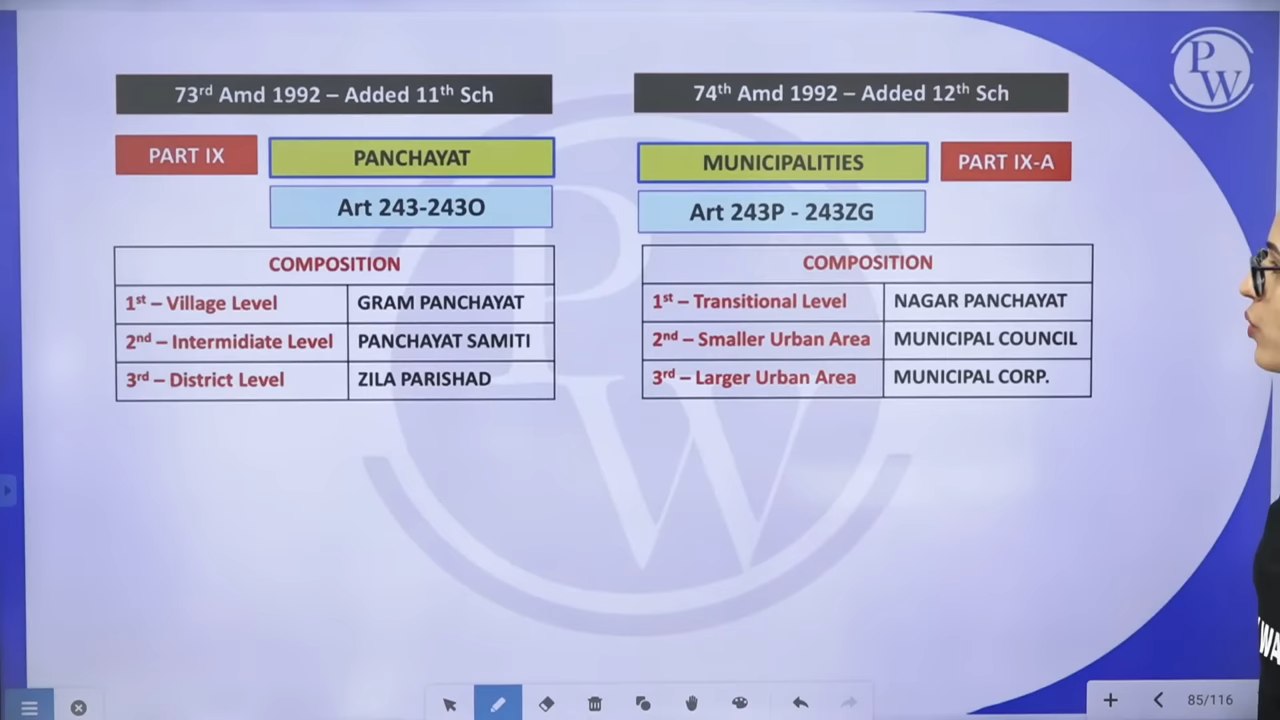 73rd Amd 1992 – Added 11th Sch
PART IX
PANCHAYAT
Art 243-243O
COMPOSITION
1st – Village Level GRAM PANCHAYAT
2nd – Intermidiate Level PANCHAYAT SAMITI
3rd – District Level ZILA PARISHAD
74th Amd 1992 – Added 12th Sch
MUNICIPALITIES
PART IX-A
Art 243P - 243ZG
COMPOSITION
1st – Transitional Level NAGAR PANCHAYAT
2nd – Smaller Urban Area MUNICIPAL COUNCIL
3rd – Larger Urban Area MUNICIPAL CORP.
PW
PW
85/116